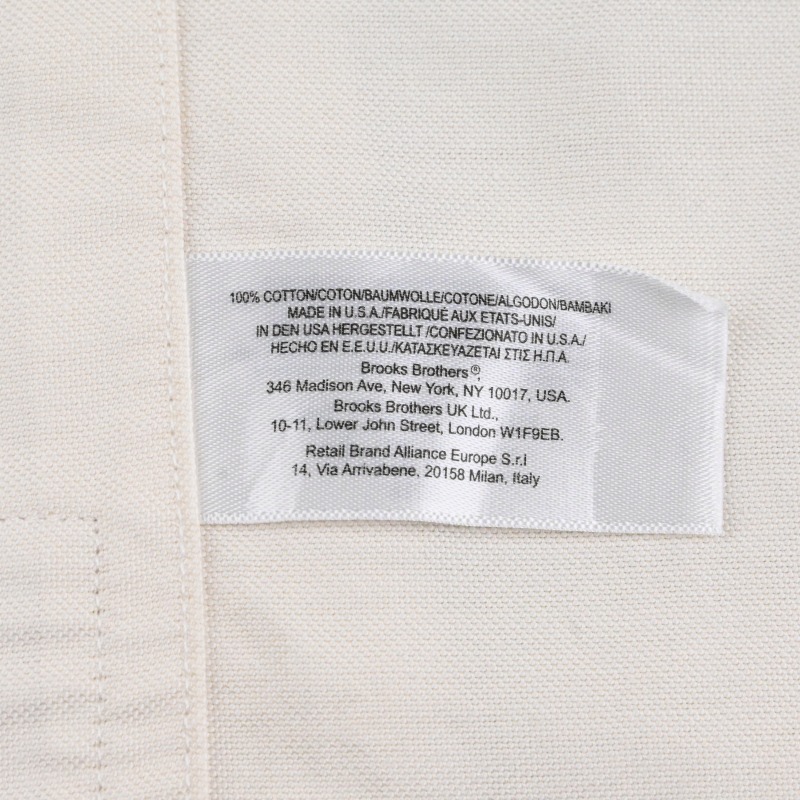 100% COTTON/COTON/BAUMWOLLE/COTONE/ALGODON/BAMBAKI
MADE IN U.S.A./FABRIQUÉ AUX ETATS-UNIS/
IN DEN USA HERGESTELLT /CONFEZIONATO IN U.S.A./
HECHO EN E.E.U.U./ΚΑΤΑΣΚΕΥΑΖΕΤΑΙ ΣΤΙΣ Η.Π.Α.
Brooks Brothers®,
346 Madison Ave, New York, NY 10017, USA.
Brooks Brothers UK Ltd.,
10-11, Lower John Street, London W1F9EB.
Retail Brand Alliance Europe S.r.l
14, Via Arrivabene, 20158 Milan, Italy